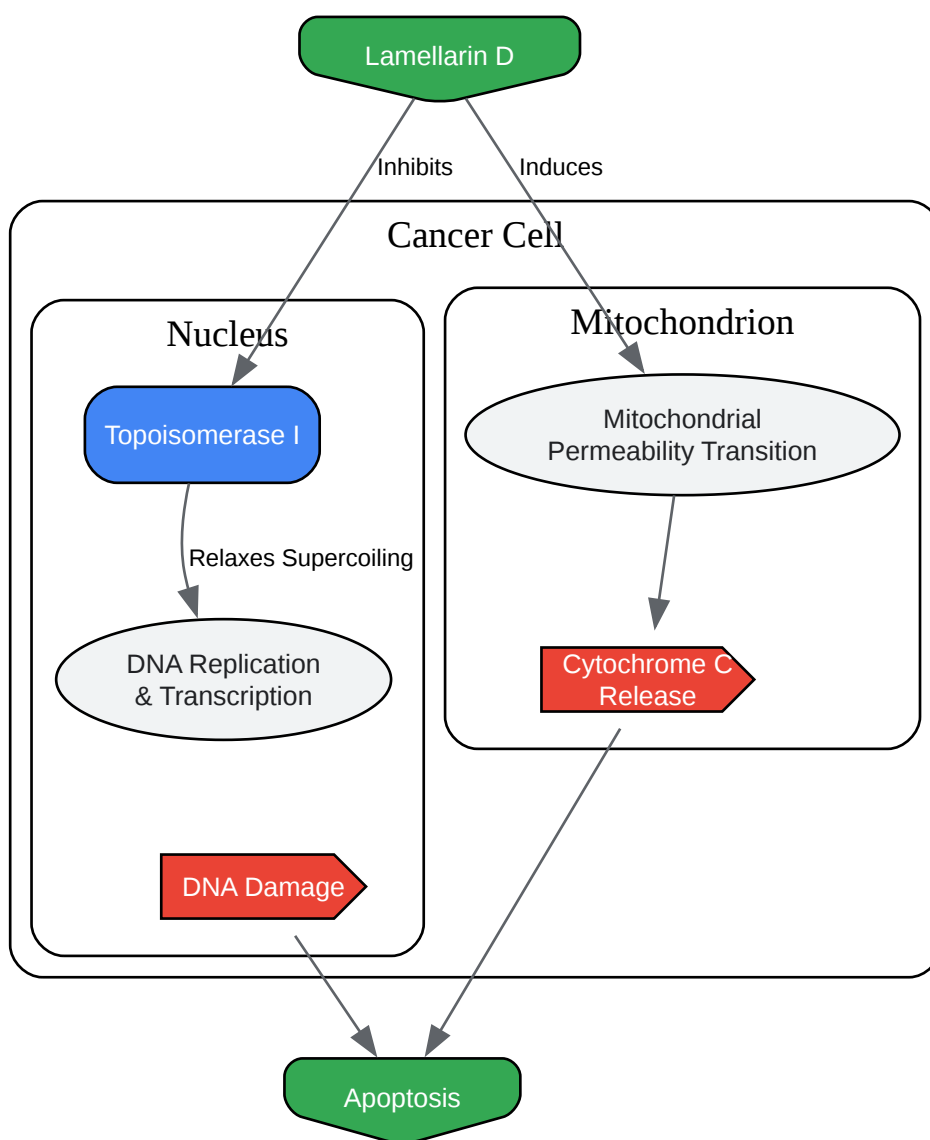 Lamellarin D
Inhibits
Induces
Cancer Cell
Nucleus
Mitochondrion
Topoisomerase I
Mitochondrial
Permeability Transition
Relaxes Supercoiling
DNA Replication
& Transcription
Cytochrome C
Release
DNA Damage
Apoptosis